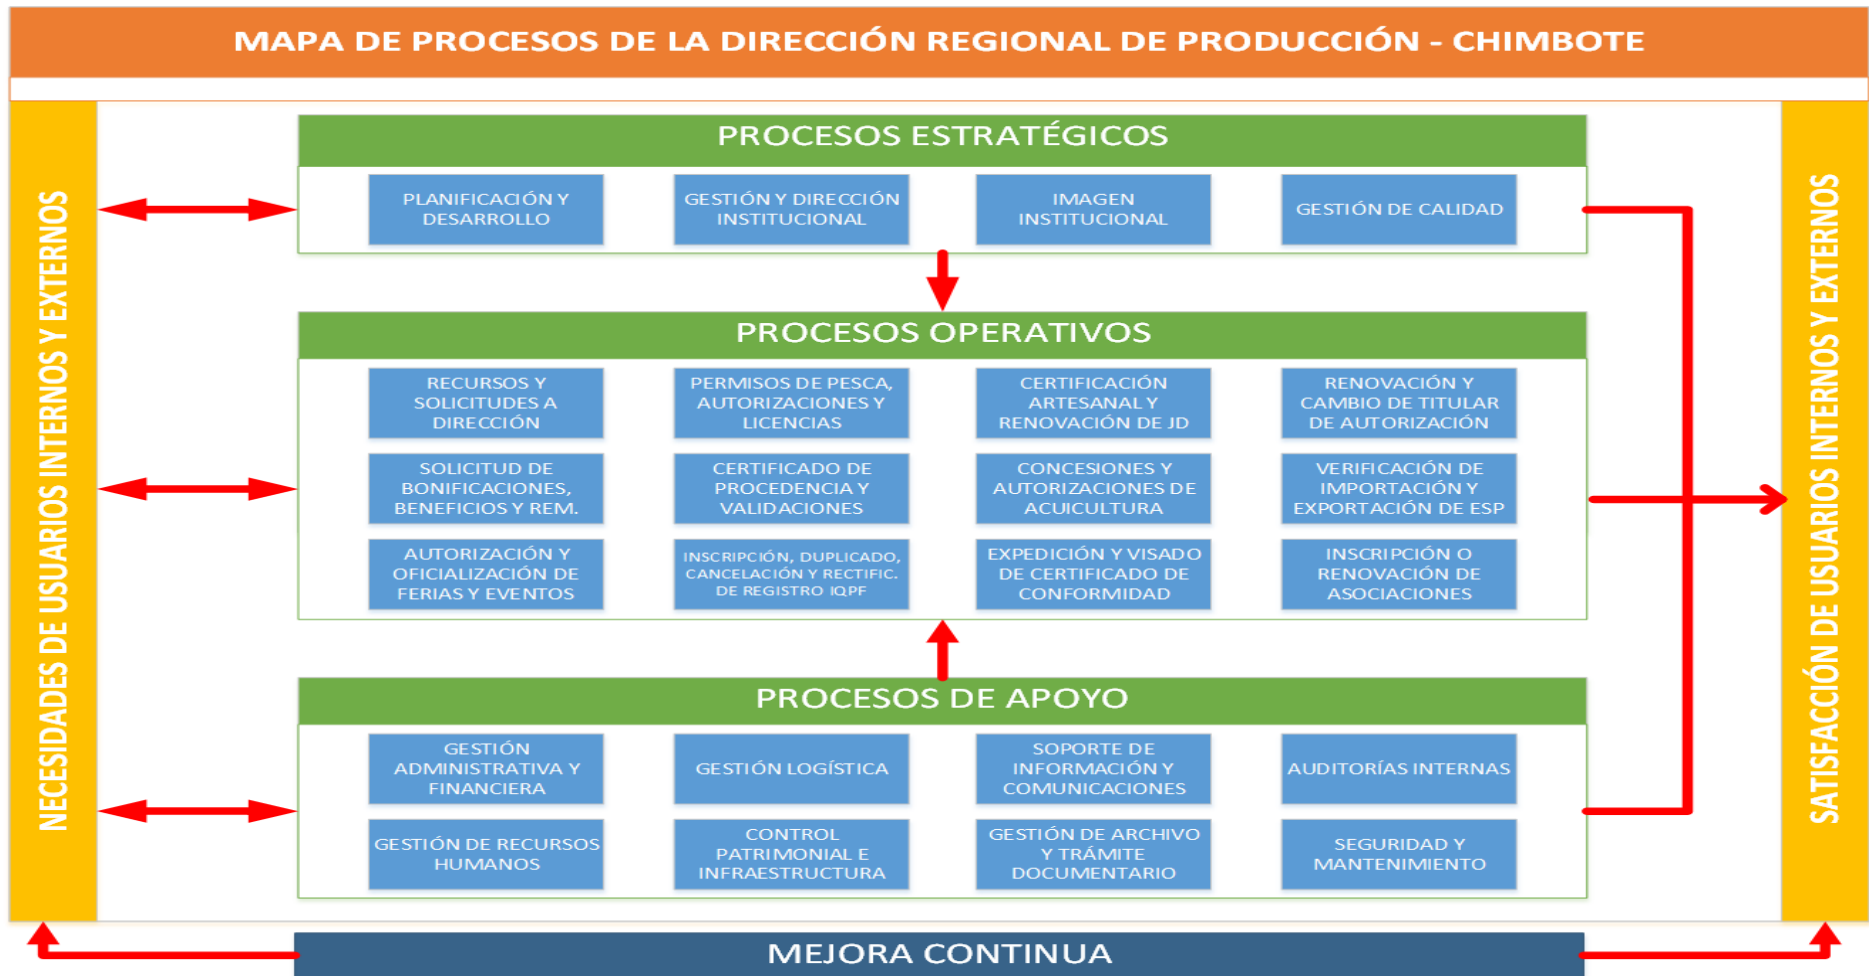 MAPA DE PROCESOS DE LA DIRECCIÓN REGIONAL DE PRODUCCIÓN - CHIMBOTE
NECESIDADES DE USUARIOS INTERNOS Y EXTERNOS
PROCESOS ESTRATÉGICOS
PLANIFICACIÓN Y
DESARROLLO
GESTIÓN Y DIRECCIÓN
INSTITUCIONAL
IMAGEN
INSTITUCIONAL
GESTIÓN DE CALIDAD
PROCESOS OPERATIVOS
RECURSOS Y
SOLICITUDES A
DIRECCIÓN
PERMISOS DE PESCA,
AUTORIZACIONES Y
LICENCIAS
CERTIFICACIÓN
ARTESANAL Y
RENOVACIÓN DE JD
RENOVACIÓN Y
CAMBIO DE TITULAR
DE AUTORIZACIÓN
SOLICITUD DE
BONIFICACIONES,
BENEFICIOS Y REM.
CERTIFICADO DE
PROCEDENCIA Y
VALIDACIONES
CONCESIONES Y
AUTORIZACIONES DE
ACUICULTURA
VERIFICACIÓN DE
IMPORTACIÓN Y
EXPORTACIÓN DE ESP
AUTORIZACIÓN Y
OFICIALIZACIÓN DE
FERIAS Y EVENTOS
INSCRIPCIÓN, DUPLICADO,
CANCELACIÓN Y RECTIFIC.
DE REGISTRO IQPF
EXPEDICIÓN Y VISADO
DE CERTIFICADO DE
CONFORMIDAD
INSCRIPCIÓN O
RENOVACIÓN DE
ASOCIACIONES
PROCESOS DE APOYO
GESTIÓN
ADMINISTRATIVA Y
FINANCIERA
GESTIÓN LOGÍSTICA
SOPORTE DE
INFORMACIÓN Y
COMUNICACIONES
AUDITORÍAS INTERNAS
GESTIÓN DE RECURSOS
HUMANOS
CONTROL
PATRIMONIAL E
INFRAESTRUCTURA
GESTIÓN DE ARCHIVO
Y TRÁMITE
DOCUMENTARIO
SEGURIDAD Y
MANTENIMIENTO
SATISFACCIÓN DE USUARIOS INTERNOS Y EXTERNOS
MEJORA CONTINUA